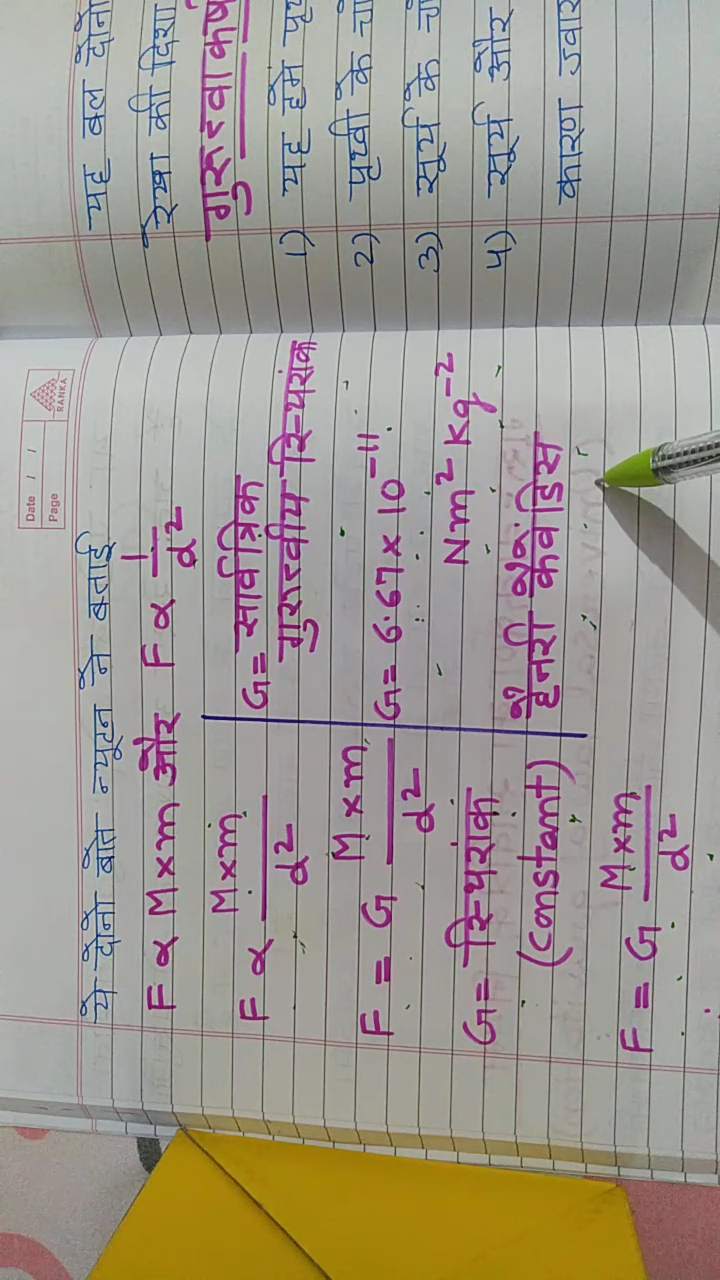 ये दोनो बाते न्यूटन ने बताई
F ∝ M × m और F ∝ 1/d²
F ∝ M×m/d²
F = G M×m/d²
G = स्थिरांक
(constant)
F = G M×m/d²
G = सार्वत्रिक
गुरुत्वीय स्थिरांक
G = 6.67 × 10⁻¹¹
Nm² Kg⁻²
हैनरी
कैवेंडिस
Date / /
Page
RANKA
यह बल दोनो
रेखा की दिशा
1) यह हमे
2) पृथ्वी के
3) सूर्य के
4) सूर्य और
कारण ज्वार